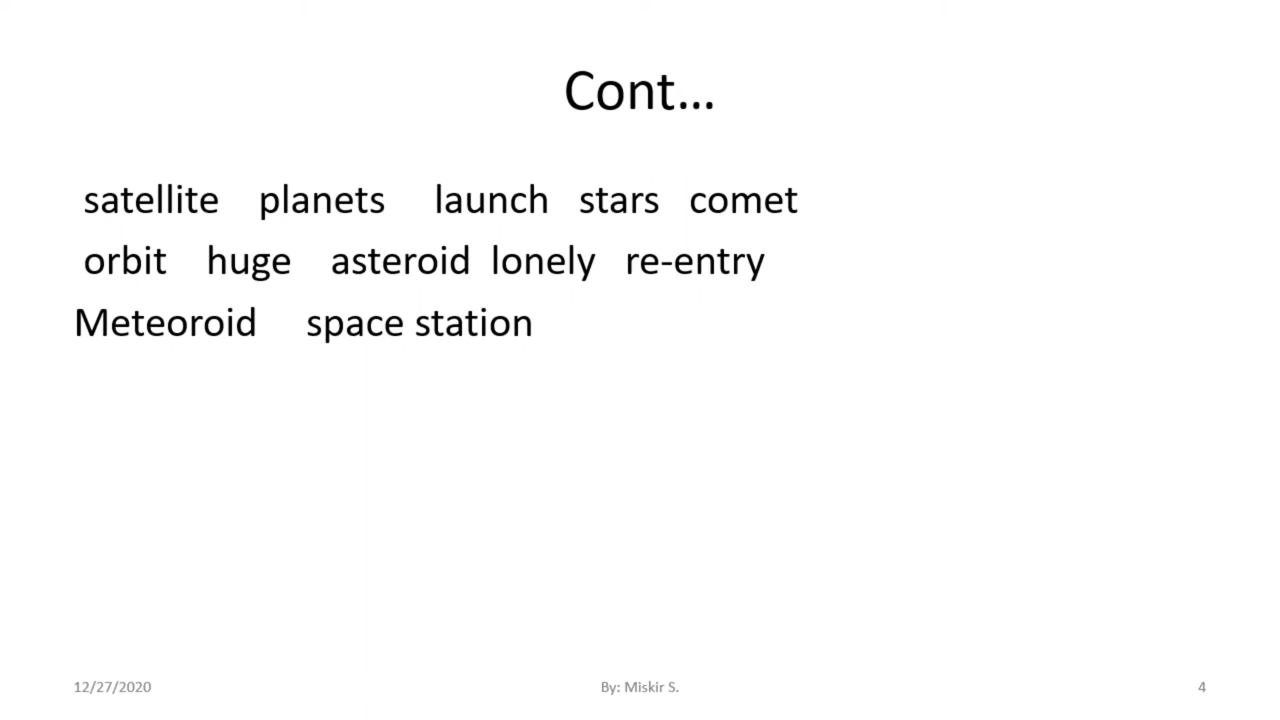 Cont…
satellite planets launch stars comet
orbit huge asteroid lonely re-entry
Meteoroid space station
12/27/2020 By: Miskir S. 4